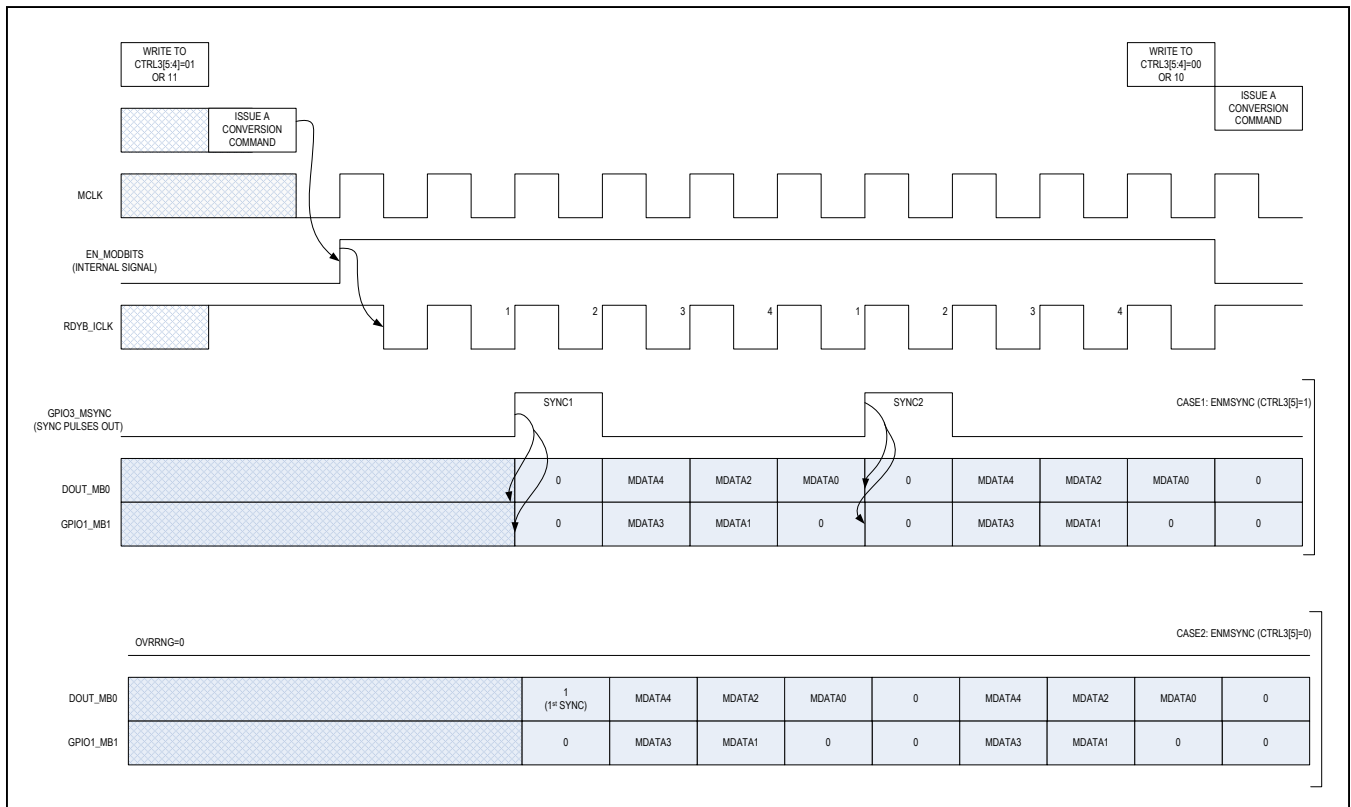 WRITE TO
CTRL3[5:4]=01
OR 11
WRITE TO
CTRL3[5:4]=00
OR 10
ISSUE A
CONVERSION
COMMAND
ISSUE A
CONVERSION
COMMAND
MCLK
EN_MODBITS
(INTERNAL SIGNAL)
RDYB_ICLK
1 2 3 4 1 2 3 4
GPIO3_MSYNC
(SYNC PULSES OUT)
SYNC1 SYNC2
CASE1: ENMSYNC (CTRL3[5]=1)
DOUT_MB0 0 MDATA4 MDATA2 MDATA0 0 MDATA4 MDATA2 MDATA0 0
GPIO1_MB1 0 MDATA3 MDATA1 0 0 MDATA3 MDATA1 0 0
OVRRNG=0
CASE2: ENMSYNC (CTRL3[5]=0)
DOUT_MB0 1 (1st SYNC) MDATA4 MDATA2 MDATA0 0 MDATA4 MDATA2 MDATA0 0
GPIO1_MB1 0 MDATA3 MDATA1 0 0 MDATA3 MDATA1 0 0